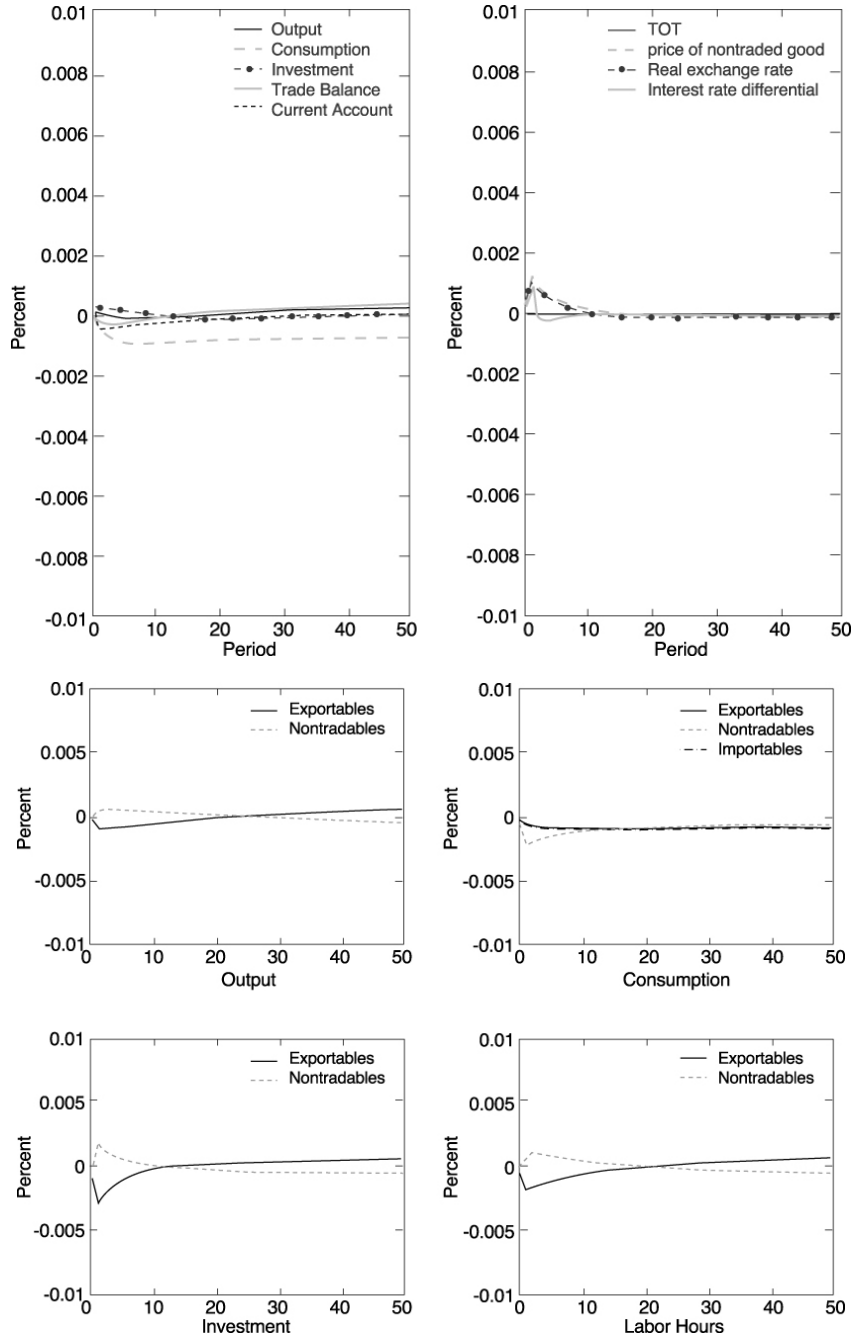 0.01
0.008
0.006
0.004
0.002
0
-0.002
-0.004
-0.006
-0.008
-0.01
Percent
Output
Consumption
Investment
Trade Balance
Current Account
0 10 20 30 40 50
Period
0.01
0.008
0.006
0.004
0.002
0
-0.002
-0.004
-0.006
-0.008
-0.01
Percent
TOT
price of nontraded good
Real exchange rate
Interest rate differential
0 10 20 30 40 50
Period
0.01
0.005
0
-0.005
-0.01
Percent
Exportables
Nontradables
0 10 20 30 40 50
Output
0.01
0.005
0
-0.005
-0.01
Percent
Exportables
Nontradables
Importables
0 10 20 30 40 50
Consumption
0.01
0.005
0
-0.005
-0.01
Percent
Exportables
Nontradables
0 10 20 30 40 50
Investment
0.01
0.005
0
-0.005
-0.01
Percent
Exportables
Nontradables
0 10 20 30 40 50
Labor Hours